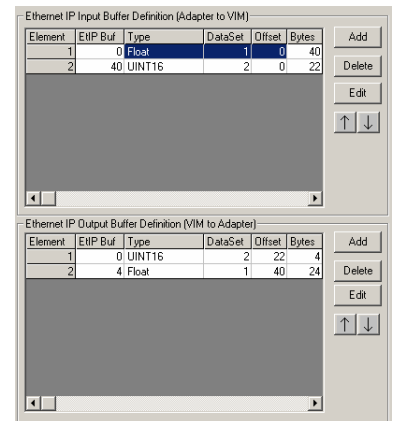 Ethernet IP Input Buffer Definition (Adapter to VIM)
Element EtIP Buf Type DataSet Offset Bytes
1 0 Float 1 0 40
2 40 UINT16 2 0 22
Add
Delete
Edit
Ethernet IP Output Buffer Definition (VIM to Adapter)
Element EtIP Buf Type DataSet Offset Bytes
1 0 UINT16 2 22 4
2 4 Float 1 40 24
Add
Delete
Edit